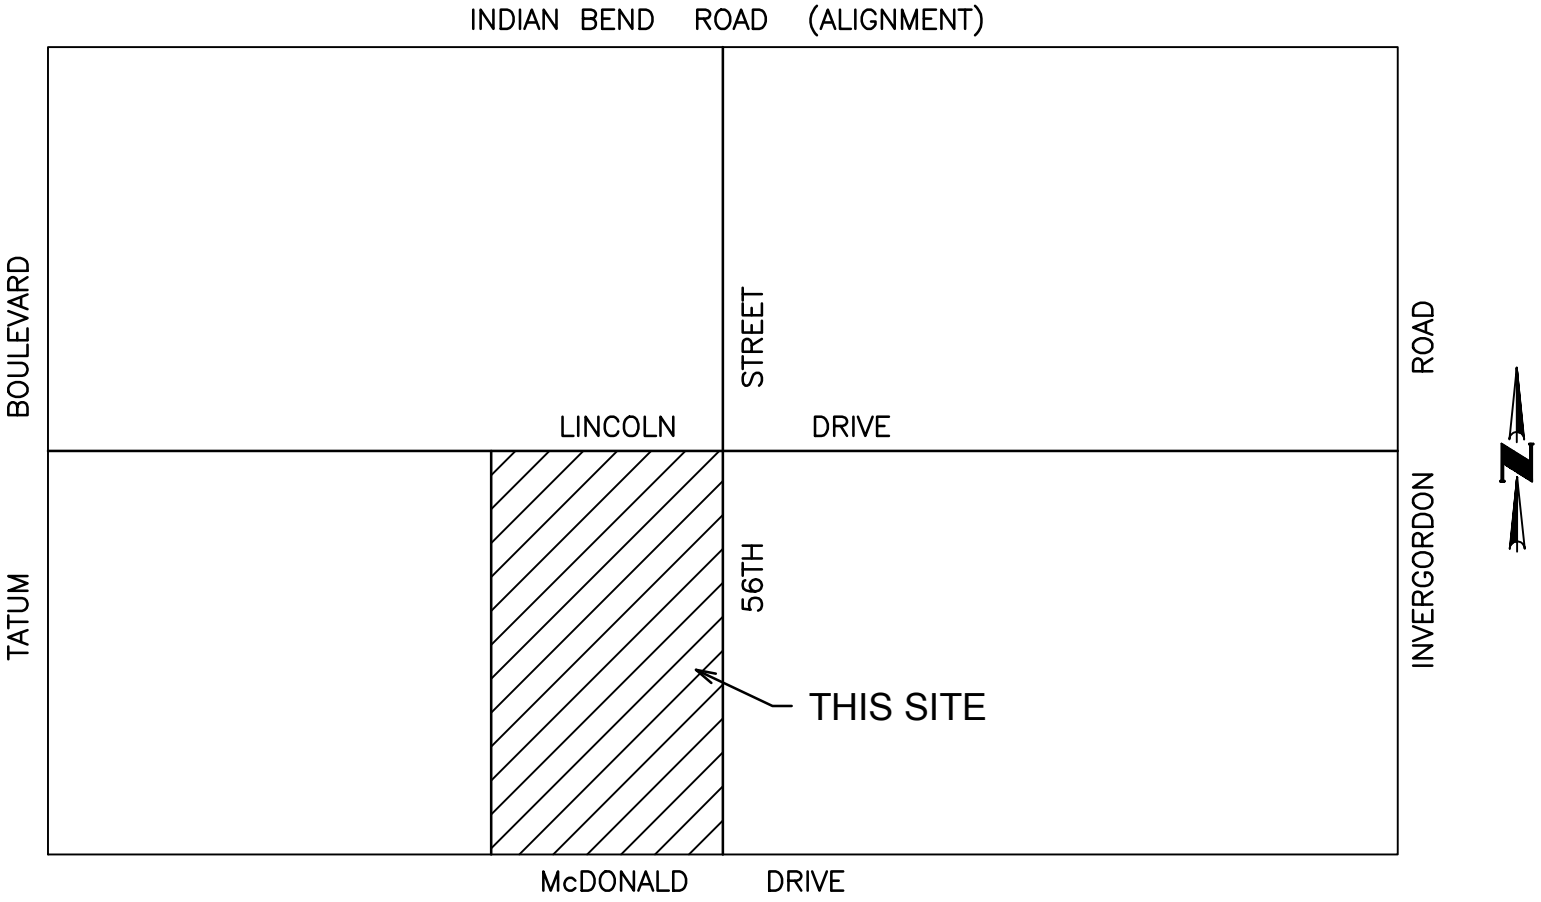 INDIAN BEND ROAD (ALIGNMENT)
TATUM BOULEVARD
56TH STREET
INVERGORDON ROAD
LINCOLN DRIVE
N
THIS SITE
McDONALD DRIVE